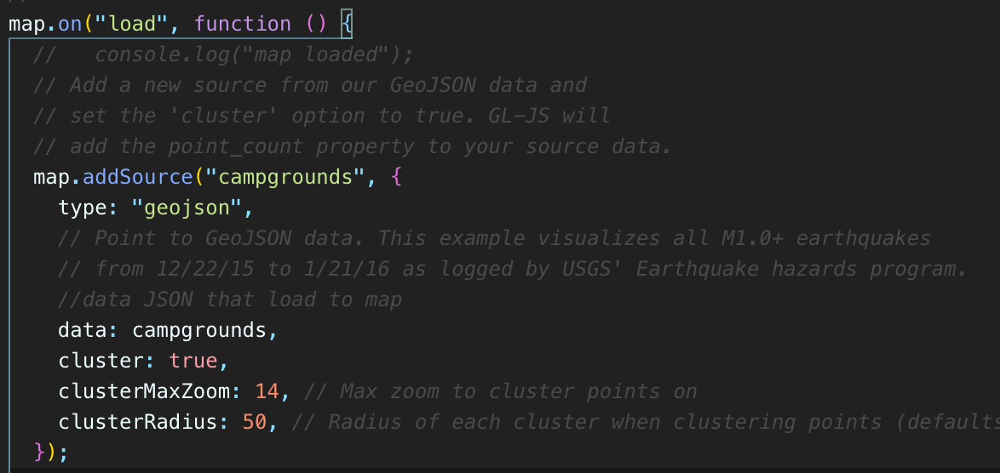 map.on("load", function () {
//   console.log("map loaded");
// Add a new source from our GeoJSON data and
// set the 'cluster' option to true. GL-JS will
// add the point_count property to your source data.
map.addSource("campgrounds", {
type: "geojson",
// Point to GeoJSON data. This example visualizes all M1.0+ earthquakes
// from 12/22/15 to 1/21/16 as logged by USGS' Earthquake hazards program.
//data JSON that load to map
data: campgrounds,
cluster: true,
clusterMaxZoom: 14, // Max zoom to cluster points on
clusterRadius: 50, // Radius of each cluster when clustering points (defaults
});